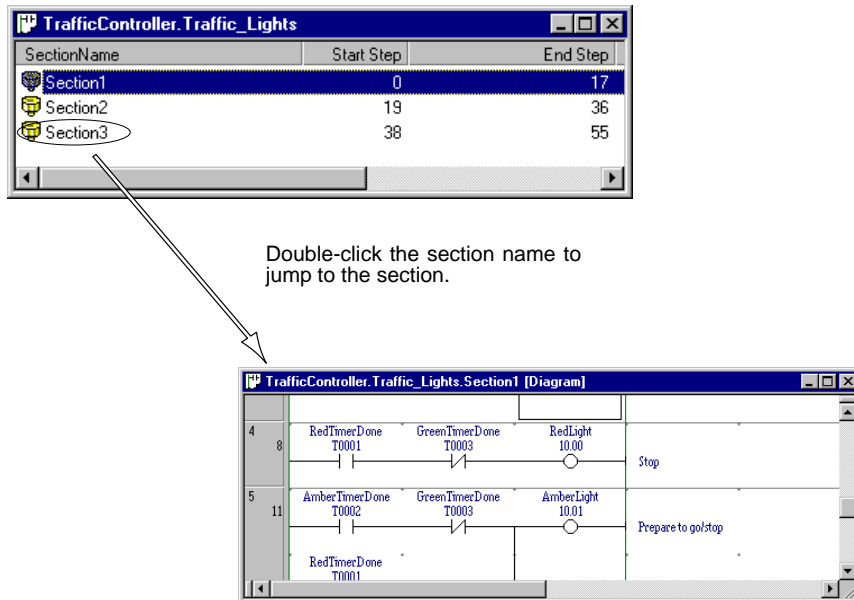 TrafficController.Traffic_Lights
SectionName Start Step End Step
Section1 0 17
Section2 19 36
Section3 38 55
Double-click the section name to
jump to the section.
TrafficController.Traffic_Lights.Section1 [Diagram]
4 RedTimerDone GreenTimerDone RedLight
8 T0001 T0003 10.00
Stop
5 AmberTimerDone GreenTimerDone AmberLight
11 T0002 T0003 10.01
Prepare to go/stop
RedTimerDone
T0001